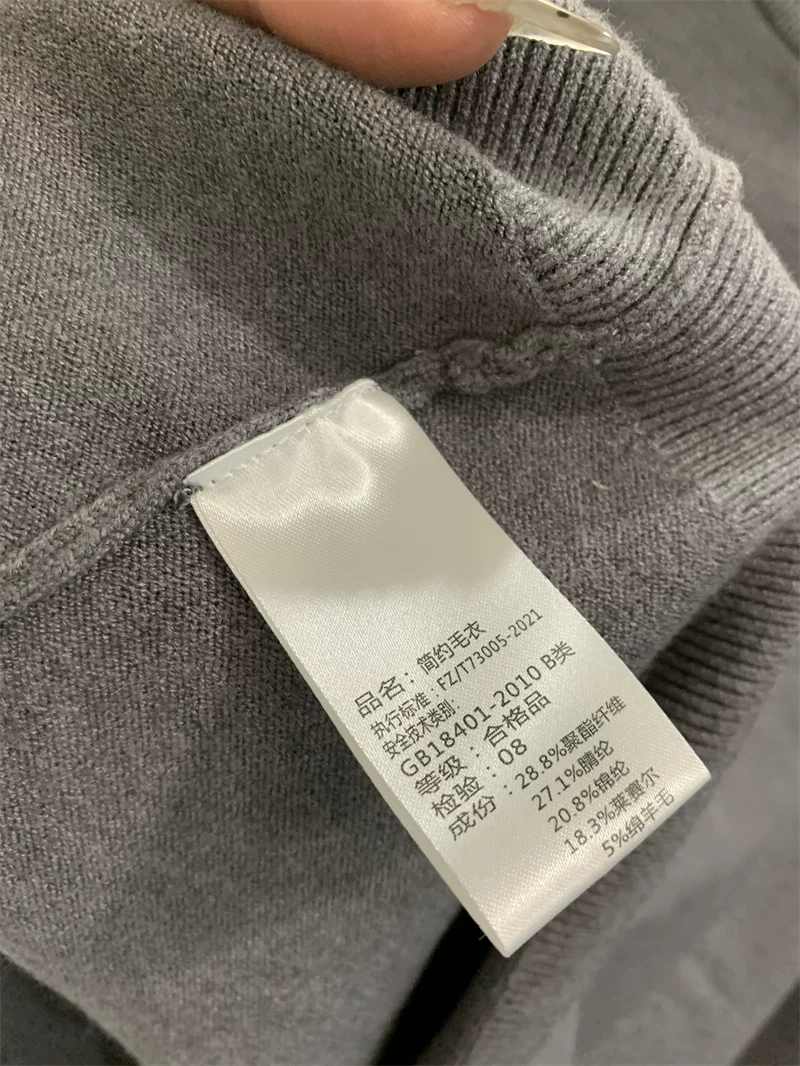 品名：简约毛衣
执行标准：FZ/T73005-2021
安全技术类别：
GB18401-2010 B类
等级：合格品
检验：08
成份：28.8%聚酯纤维
27.1%腈纶
20.8%锦纶
18.3%莱赛尔
5%绵羊毛